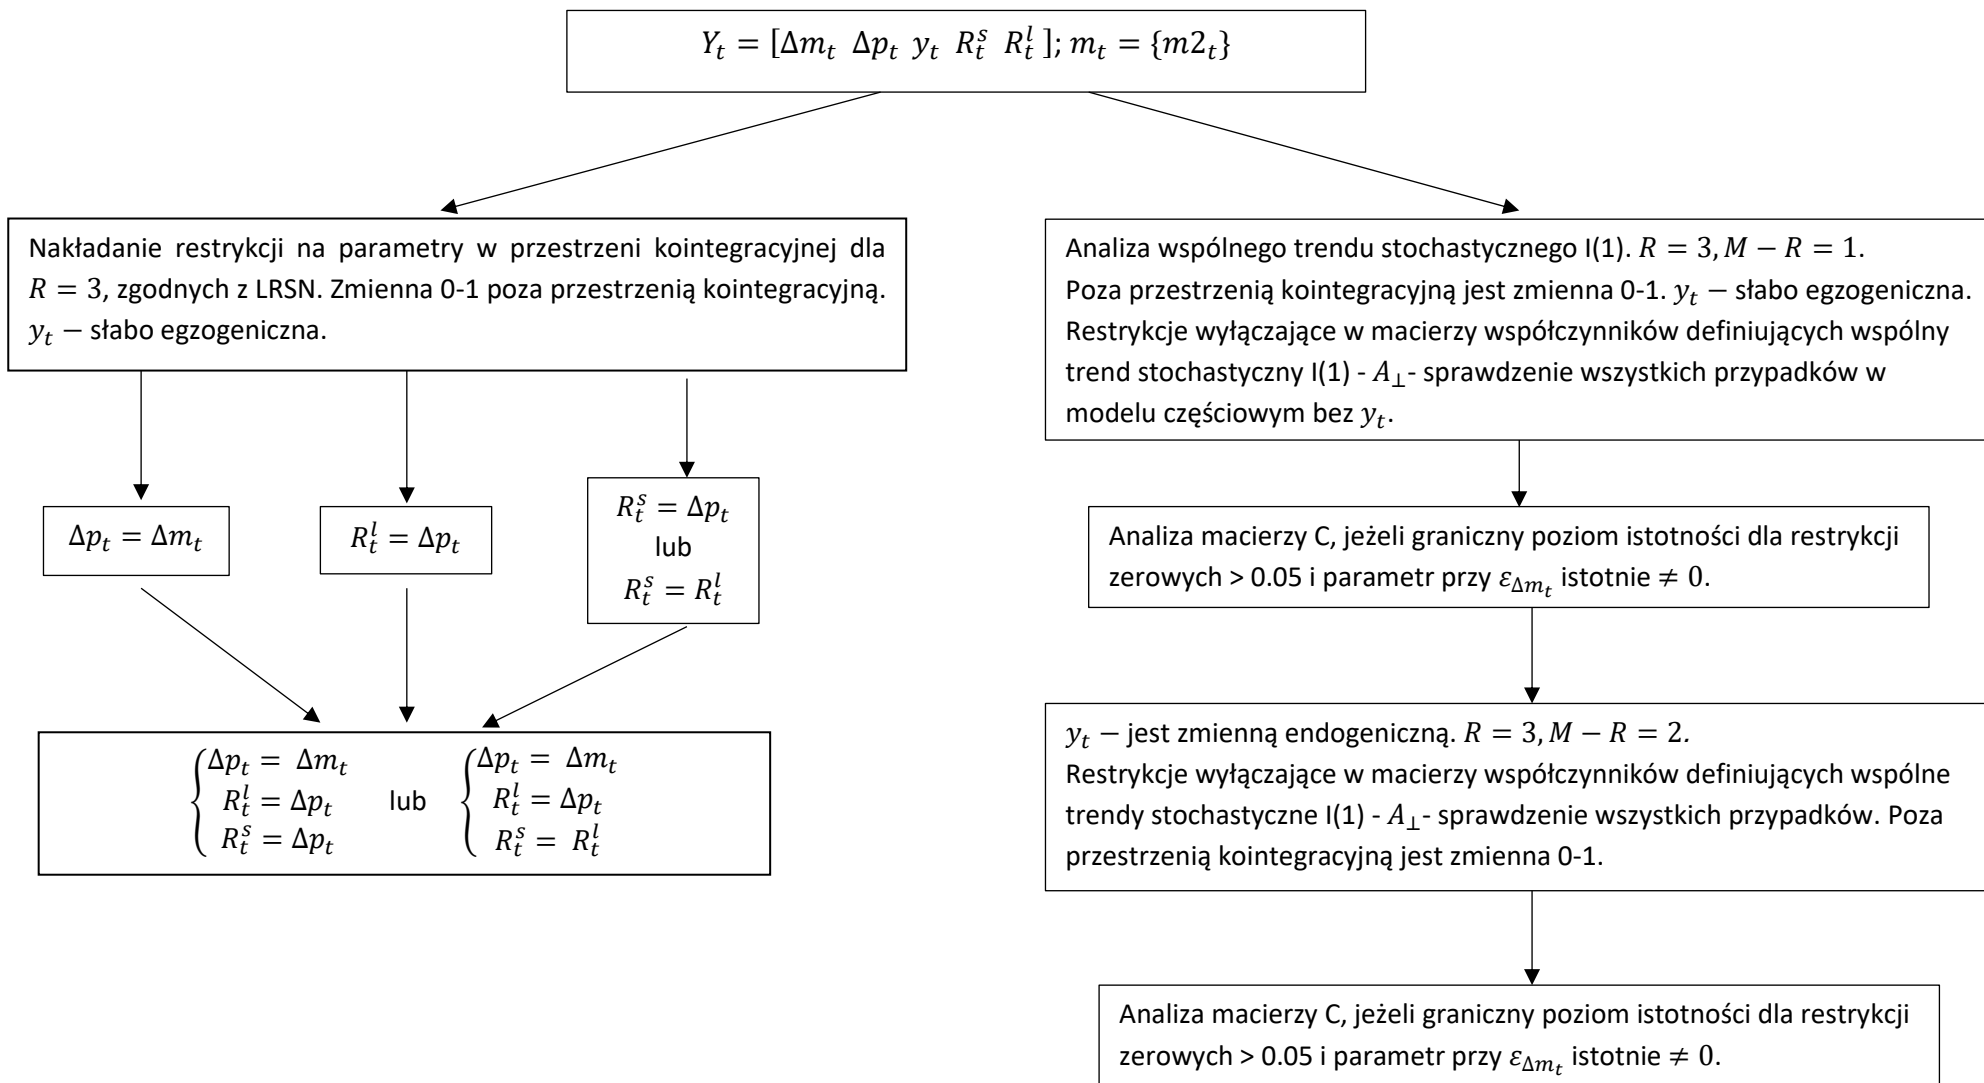 Y_t = [Δm_t Δp_t y_t R_t^s R_t^l]; m_t = {m2_t}
Nakładanie restrykcji na parametry w przestrzeni kointegracyjnej dla
R = 3, zgodnych z LRSN. Zmienna 0-1 poza przestrzenią kointegracyjną.
y_t − słabo egzogeniczna.
Δp_t = Δm_t
R_t^l = Δp_t
R_t^s = Δp_t
lub
R_t^s = R_t^l
{Δp_t = Δm_t
R_t^l = Δp_t
R_t^s = Δp_t
lub
{Δp_t = Δm_t
R_t^l = Δp_t
R_t^s = R_t^l
Analiza wspólnego trendu stochastycznego I(1). R = 3, M − R = 1.
Poza przestrzenią kointegracyjną jest zmienna 0-1. y_t − słabo egzogeniczna.
Restrykcje wyłączające w macierzy współczynników definiujących wspólny
trend stochastyczny I(1) - A_⊥- sprawdzenie wszystkich przypadków w
modelu częściowym bez y_t.
Analiza macierzy C, jeżeli graniczny poziom istotności dla restrykcji
zerowych > 0.05 i parametr przy ε_{Δm_t} istotnie ≠ 0.
y_t − jest zmienną endogeniczną. R = 3, M − R = 2.
Restrykcje wyłączające w macierzy współczynników definiujących wspólne
trendy stochastyczne I(1) - A_⊥- sprawdzenie wszystkich przypadków. Poza
przestrzenią kointegracyjną jest zmienna 0-1.
Analiza macierzy C, jeżeli graniczny poziom istotności dla restrykcji
zerowych > 0.05 i parametr przy ε_{Δm_t} istotnie ≠ 0.